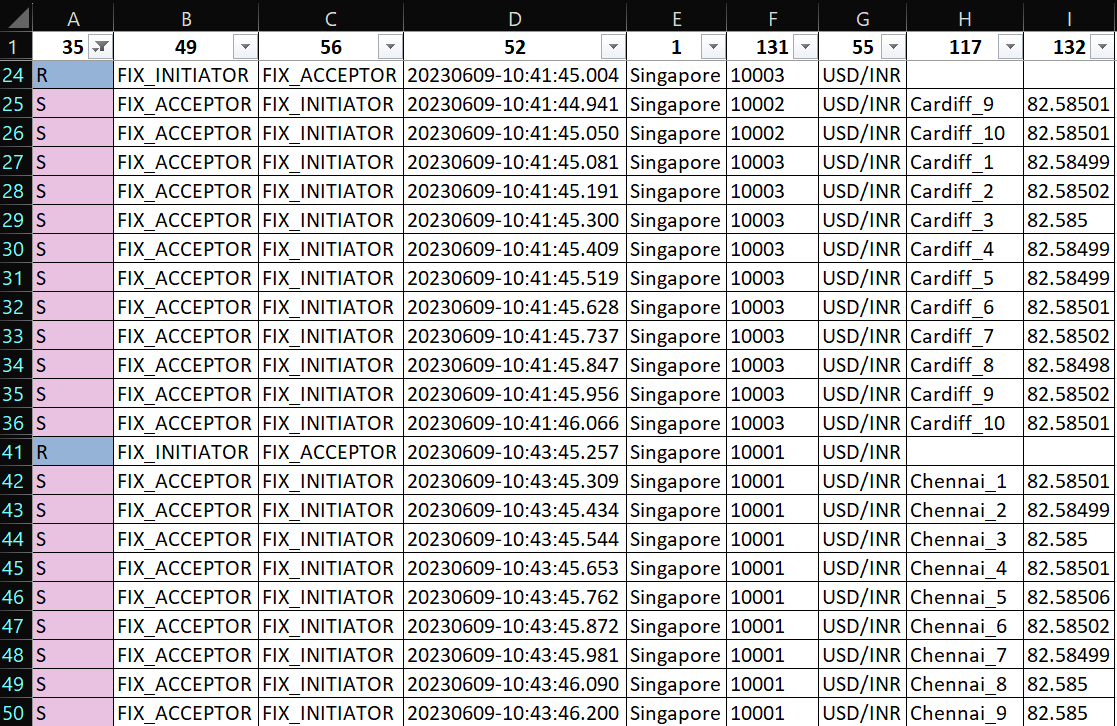 A B C D E F G H I
1 35 49 56 52 1 131 55 117 132
24 R FIX_INITIATOR FIX_ACCEPTOR 20230609-10:41:45.004 Singapore 10003 USD/INR
25 S FIX_ACCEPTOR FIX_INITIATOR 20230609-10:41:44.941 Singapore 10002 USD/INR Cardiff_9 82.58501
26 S FIX_ACCEPTOR FIX_INITIATOR 20230609-10:41:45.050 Singapore 10002 USD/INR Cardiff_10 82.58501
27 S FIX_ACCEPTOR FIX_INITIATOR 20230609-10:41:45.081 Singapore 10003 USD/INR Cardiff_1 82.58499
28 S FIX_ACCEPTOR FIX_INITIATOR 20230609-10:41:45.191 Singapore 10003 USD/INR Cardiff_2 82.58502
29 S FIX_ACCEPTOR FIX_INITIATOR 20230609-10:41:45.300 Singapore 10003 USD/INR Cardiff_3 82.585
30 S FIX_ACCEPTOR FIX_INITIATOR 20230609-10:41:45.409 Singapore 10003 USD/INR Cardiff_4 82.58499
31 S FIX_ACCEPTOR FIX_INITIATOR 20230609-10:41:45.519 Singapore 10003 USD/INR Cardiff_5 82.58499
32 S FIX_ACCEPTOR FIX_INITIATOR 20230609-10:41:45.628 Singapore 10003 USD/INR Cardiff_6 82.58501
33 S FIX_ACCEPTOR FIX_INITIATOR 20230609-10:41:45.737 Singapore 10003 USD/INR Cardiff_7 82.58502
34 S FIX_ACCEPTOR FIX_INITIATOR 20230609-10:41:45.847 Singapore 10003 USD/INR Cardiff_8 82.58498
35 S FIX_ACCEPTOR FIX_INITIATOR 20230609-10:41:45.956 Singapore 10003 USD/INR Cardiff_9 82.58502
36 S FIX_ACCEPTOR FIX_INITIATOR 20230609-10:41:46.066 Singapore 10003 USD/INR Cardiff_10 82.58501
41 R FIX_INITIATOR FIX_ACCEPTOR 20230609-10:43:45.257 Singapore 10001 USD/INR
42 S FIX_ACCEPTOR FIX_INITIATOR 20230609-10:43:45.309 Singapore 10001 USD/INR Chennai_1 82.58501
43 S FIX_ACCEPTOR FIX_INITIATOR 20230609-10:43:45.434 Singapore 10001 USD/INR Chennai_2 82.58499
44 S FIX_ACCEPTOR FIX_INITIATOR 20230609-10:43:45.544 Singapore 10001 USD/INR Chennai_3 82.585
45 S FIX_ACCEPTOR FIX_INITIATOR 20230609-10:43:45.653 Singapore 10001 USD/INR Chennai_4 82.58501
46 S FIX_ACCEPTOR FIX_INITIATOR 20230609-10:43:45.762 Singapore 10001 USD/INR Chennai_5 82.58506
47 S FIX_ACCEPTOR FIX_INITIATOR 20230609-10:43:45.872 Singapore 10001 USD/INR Chennai_6 82.58502
48 S FIX_ACCEPTOR FIX_INITIATOR 20230609-10:43:45.981 Singapore 10001 USD/INR Chennai_7 82.58499
49 S FIX_ACCEPTOR FIX_INITIATOR 20230609-10:43:46.090 Singapore 10001 USD/INR Chennai_8 82.585
50 S FIX_ACCEPTOR FIX_INITIATOR 20230609-10:43:46.200 Singapore 10001 USD/INR Chennai_9 82.585